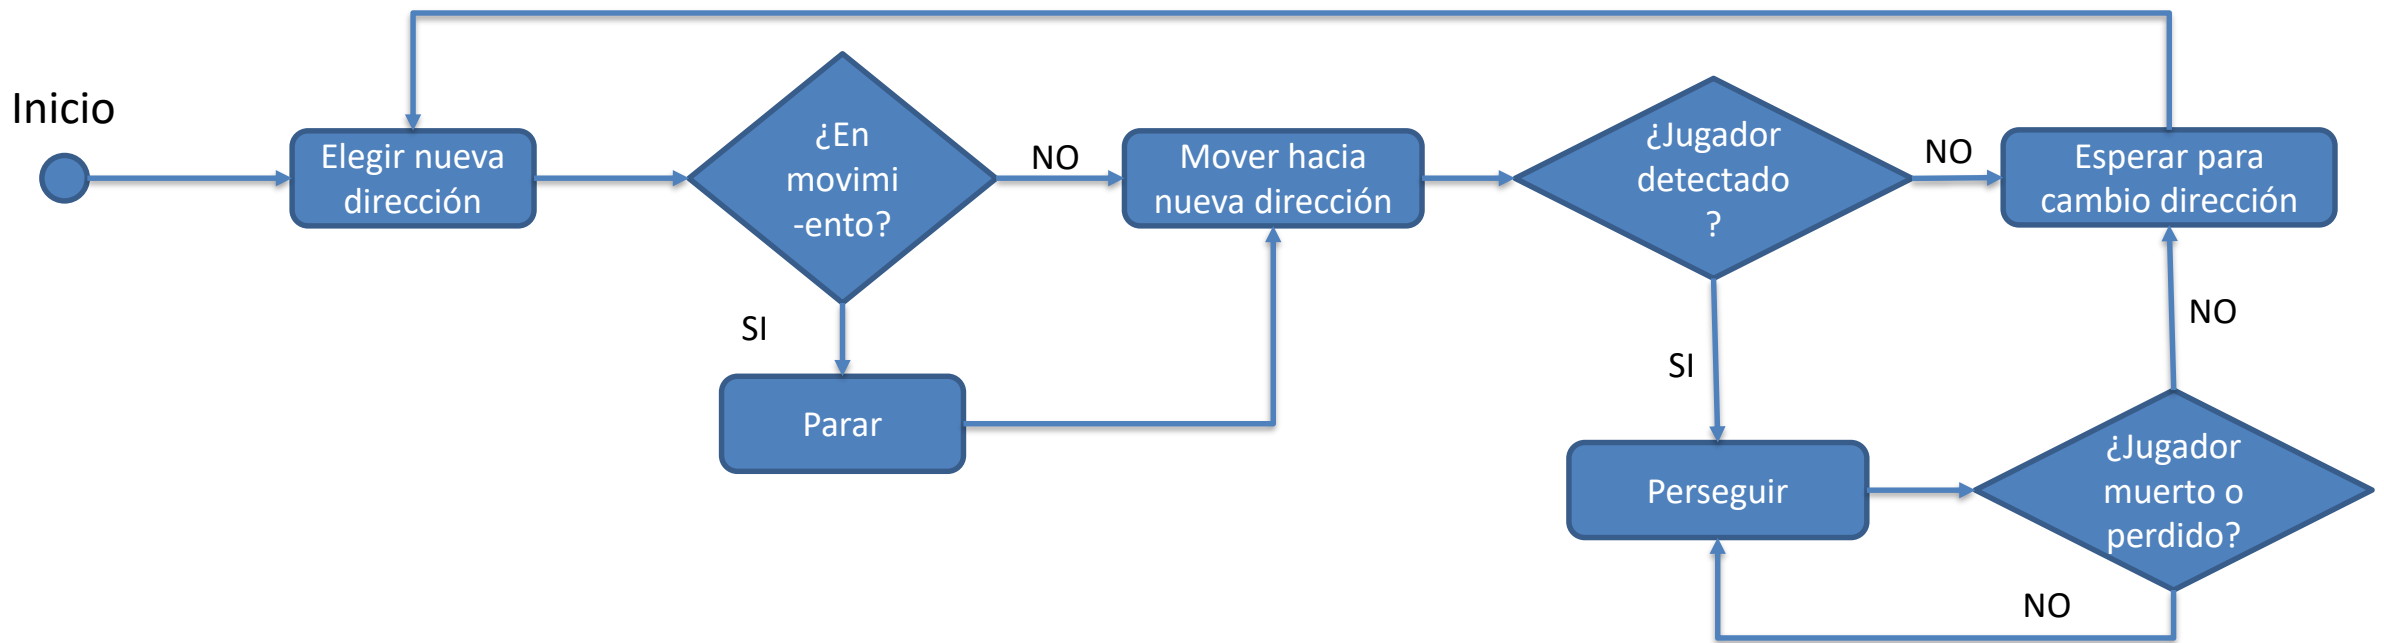 Inicio
Elegir nueva
dirección
¿En
movimi
-ento?
NO
SI
Parar
Mover hacia
nueva dirección
¿Jugador
detectado
?
NO
SI
Esperar para
cambio dirección
NO
Perseguir
¿Jugador
muerto o
perdido?
NO